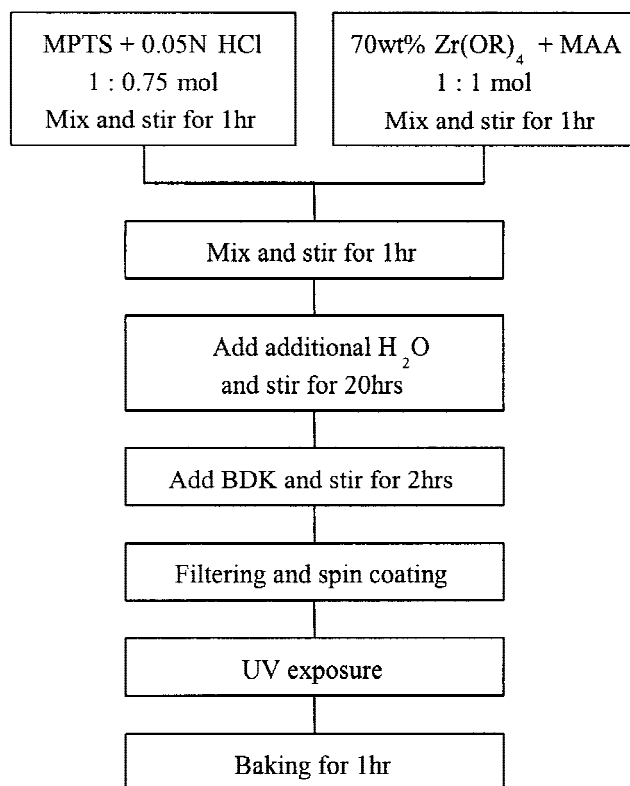 MPTS + 0.05N HCl
1 : 0.75 mol
Mix and stir for 1hr
70wt% Zr(OR)4 + MAA
1 : 1 mol
Mix and stir for 1hr
Mix and stir for 1hr
Add additional H2O
and stir for 20hrs
Add BDK and stir for 2hrs
Filtering and spin coating
UV exposure
Baking for 1hr